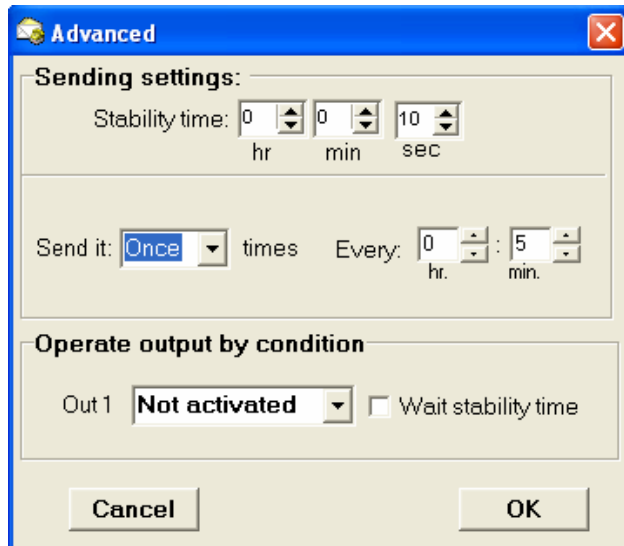 Advanced
Sending settings:
Stability time: 0 0 10
hr min sec
Send it: Once times Every: 0 : 5
hr. min.
Operate output by condition
Out 1 Not activated Wait stability time
Cancel OK